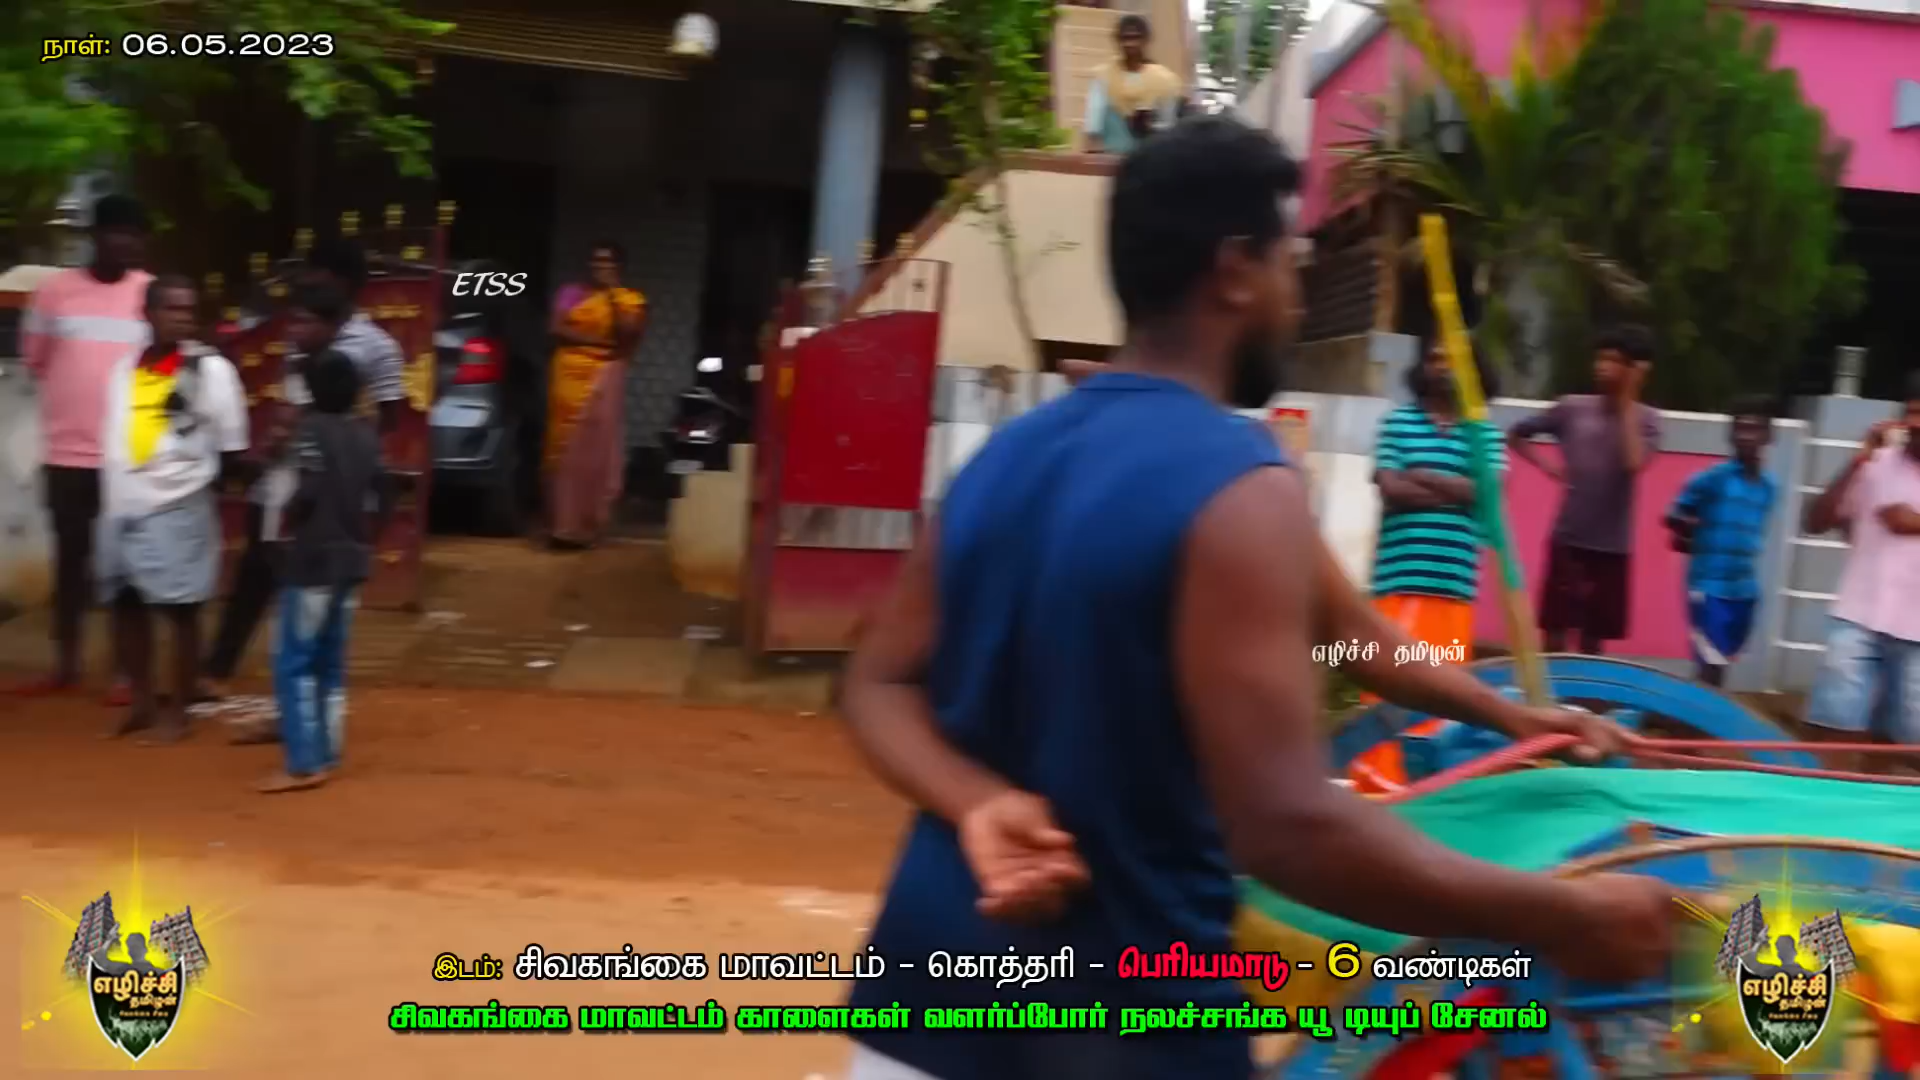 நாள்: 06.05.2023
ETSS
எழிச்சி தமிழன்
இடம்: சிவகங்கை மாவட்டம் - கொத்தரி - பெரியமாடு - 6 வண்டிகள்
சிவகங்கை மாவட்டம் காளைகள் வளர்ப்போர் நலச்சங்க யூ டியுப் சேனல்
எழிச்சி
தமிழன்
எழிச்சி
தமிழன்